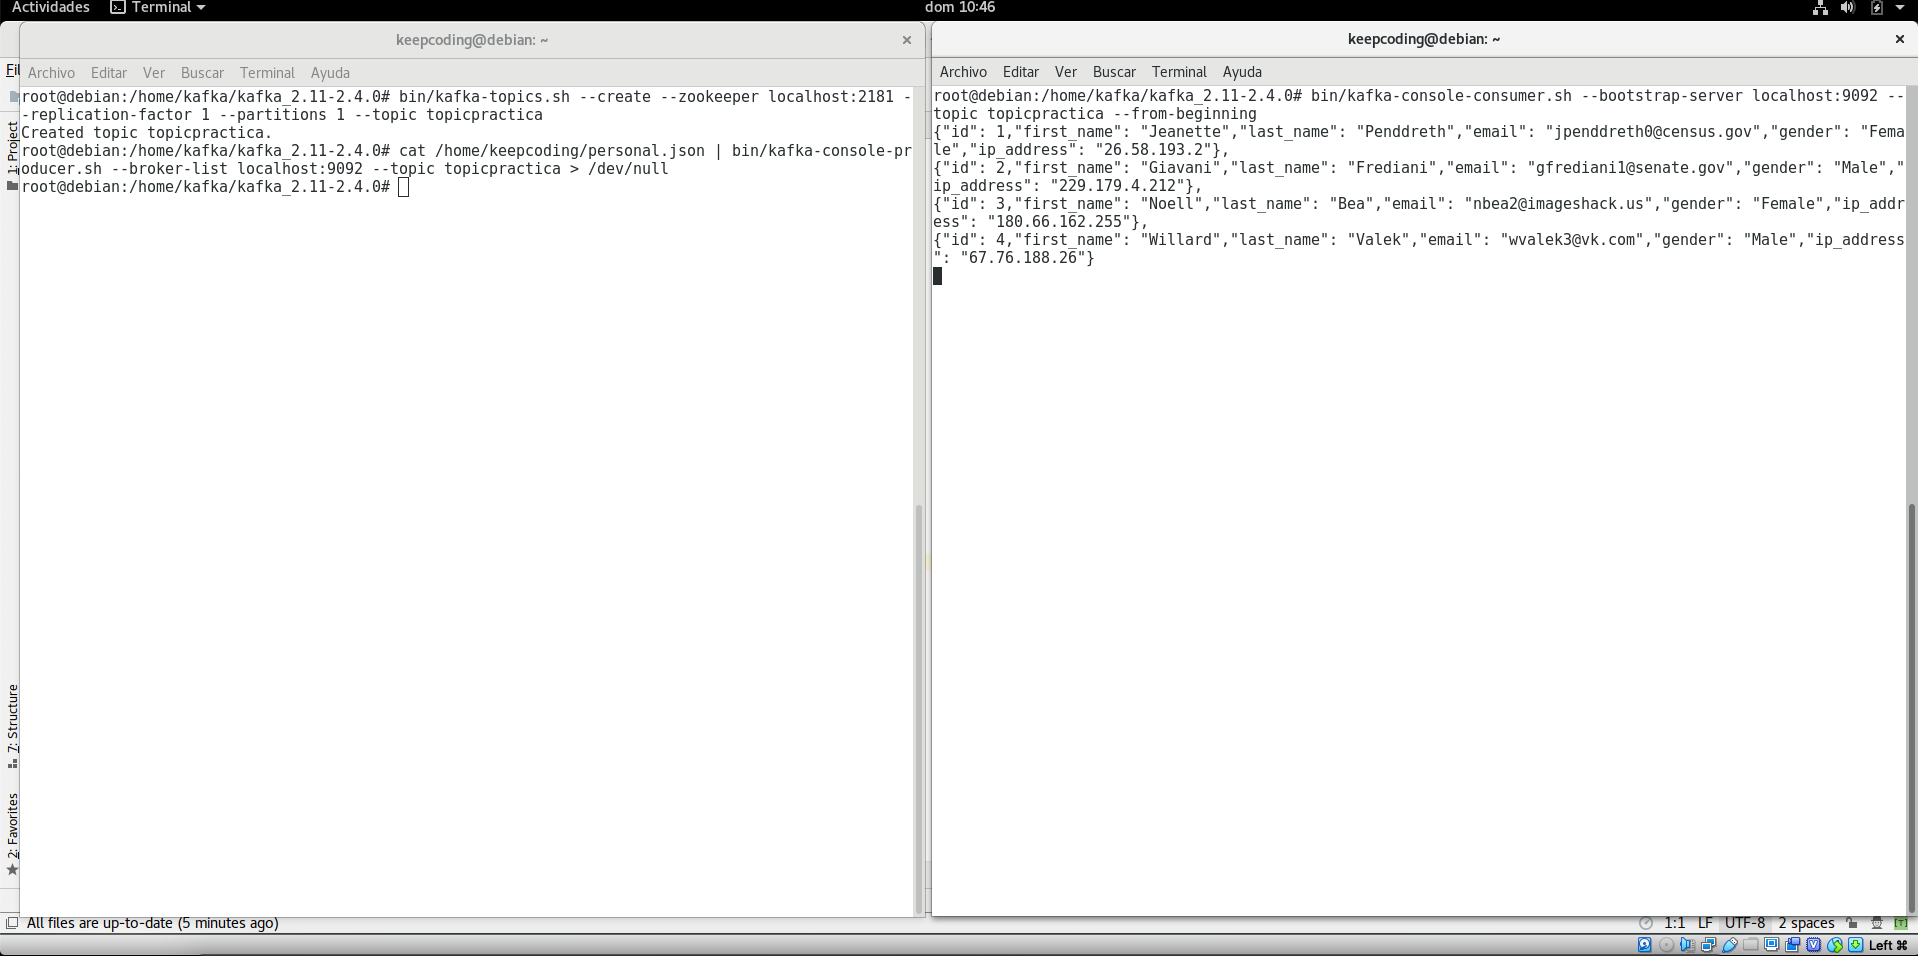 Actividades
Terminal
dom 10:46
keepcoding@debian: ~
Archivo Editar Ver Buscar Terminal Ayuda
root@debian:/home/kafka/kafka_2.11-2.4.0# bin/kafka-topics.sh --create --zookeeper localhost:2181 -
-replication-factor 1 --partitions 1 --topic topicpractica
Created topic topicpractica.
root@debian:/home/kafka/kafka_2.11-2.4.0# cat /home/keepcoding/personal.json | bin/kafka-console-pr
oducer.sh --broker-list localhost:9092 --topic topicpractica > /dev/null
root@debian:/home/kafka/kafka_2.11-2.4.0#
keepcoding@debian: ~
Archivo Editar Ver Buscar Terminal Ayuda
root@debian:/home/kafka/kafka_2.11-2.4.0# bin/kafka-console-consumer.sh --bootstrap-server localhost:9092 --
topic topicpractica --from-beginning
{"id": 1,"first_name": "Jeanette","last_name": "Penddreth","email": "jpenddreth0@census.gov","gender": "Fema
le","ip_address": "26.58.193.2"},
{"id": 2,"first_name": "Giavani","last_name": "Frediani","email": "gfrediani1@senate.gov","gender": "Male","
ip_address": "229.179.4.212"},
{"id": 3,"first_name": "Noell","last_name": "Bea","email": "nbea2@imageshack.us","gender": "Female","ip_addr
ess": "180.66.162.255"},
{"id": 4,"first_name": "Willard","last_name": "Valek","email": "wvalek3@vk.com","gender": "Male","ip_address
": "67.76.188.26"}
Fil
1: Project
7: Structure
2: Favorites
All files are up-to-date (5 minutes ago)
1:1 LF UTF-8 2 spaces
[T]
Left ⌘